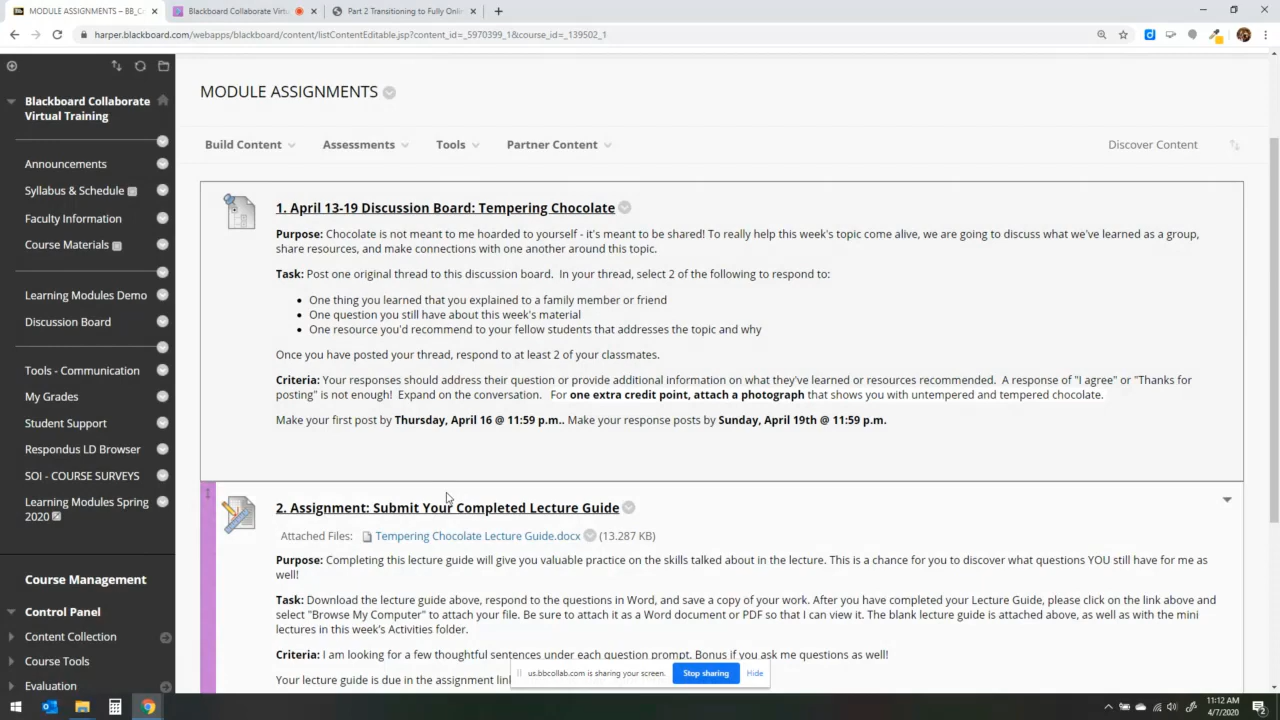 MODULE ASSIGNMENTS – BB_C
Blackboard Collaborate Virtu
Part 2 Transitioning to Fully Onli
harper.blackboard.com/webapps/blackboard/content/listContentEditable.jsp?content_id=_5970399_1&course_id=_139502_1
Blackboard Collaborate
Virtual Training
Announcements
Syllabus & Schedule
Faculty Information
Course Materials
Learning Modules Demo
Discussion Board
Tools - Communication
My Grades
Student Support
Respondus LD Browser
SOI - COURSE SURVEYS
Learning Modules Spring
2020
Course Management
Control Panel
Content Collection
Course Tools
Evaluation
MODULE ASSIGNMENTS
Build Content
Assessments
Tools
Partner Content
Discover Content
1. April 13-19 Discussion Board: Tempering Chocolate
Purpose: Chocolate is not meant to me hoarded to yourself - it's meant to be shared! To really help this week's topic come alive, we are going to discuss what we've learned as a group,
share resources, and make connections with one another around this topic.
Task: Post one original thread to this discussion board. In your thread, select 2 of the following to respond to:
• One thing you learned that you explained to a family member or friend
• One question you still have about this week's material
• One resource you'd recommend to your fellow students that addresses the topic and why
Once you have posted your thread, respond to at least 2 of your classmates.
Criteria: Your responses should address their question or provide additional information on what they've learned or resources recommended. A response of "I agree" or "Thanks for
posting" is not enough! Expand on the conversation. For one extra credit point, attach a photograph that shows you with untempered and tempered chocolate.
Make your first post by Thursday, April 16 @ 11:59 p.m.. Make your response posts by Sunday, April 19th @ 11:59 p.m.
2. Assignment: Submit Your Completed Lecture Guide
Attached Files: Tempering Chocolate Lecture Guide.docx (13.287 KB)
Purpose: Completing this lecture guide will give you valuable practice on the skills talked about in the lecture. This is a chance for you to discover what questions YOU still have for me as
well!
Task: Download the lecture guide above, respond to the questions in Word, and save a copy of your work. After you have completed your Lecture Guide, please click on the link above and
select "Browse My Computer" to attach your file. Be sure to attach it as a Word document or PDF so that I can view it. The blank lecture guide is attached above, as well as with the mini
lectures in this week's Activities folder.
Criteria: I am looking for a few thoughtful sentences under each question prompt. Bonus if you ask me questions as well!
Your lecture guide is due in the assignment lin
us.bbcollab.com is sharing your screen.
Stop sharing
Hide
11:12 AM
4/7/2020
2